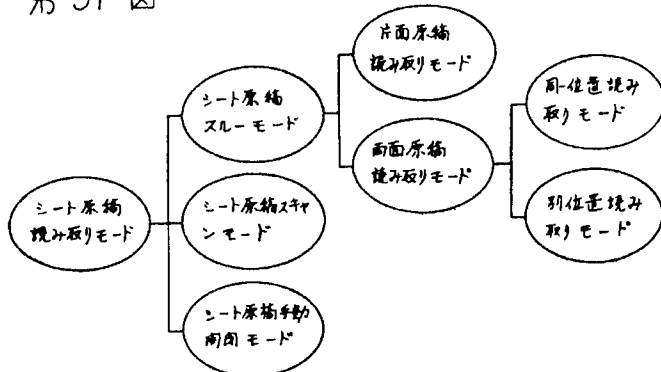 第 31 図
シート原稿
読み取りモード
シート原稿
スルーモード
シート原稿スキャ
ンモード
シート原稿手動
開閉モード
片面原稿
読み取りモード
両面原稿
読み取りモード
同一位置読み
取りモード
別位置読み
取りモード